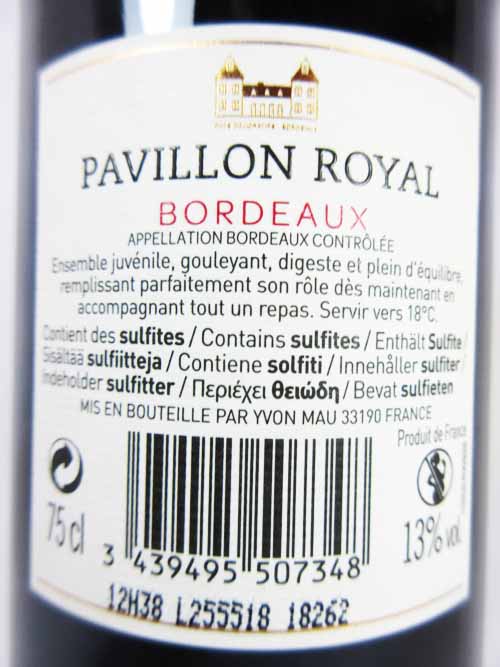 PAVILLON ROYAL
BORDEAUX
APPELLATION BORDEAUX CONTRÔLÉE
Ensemble juvénile, gouleyant, digeste et plein d'équilibre,
remplissant parfaitement son rôle dès maintenant en
accompagnant tout un repas. Servir vers 18°C.
Contient des sulfites / Contains sulfites / Enthält Sulfite /
Sisältää sulfiitteja / Contiene solfiti / Innehåller sulfiter /
Indeholder sulfitter / Περιέχει θειώδη / Bevat sulfieten
MIS EN BOUTEILLE PAR YVON MAU 33190 FRANCE
Produit de France
75 cl
13% vol.
3 439495 507348
12H38 L255518 18262